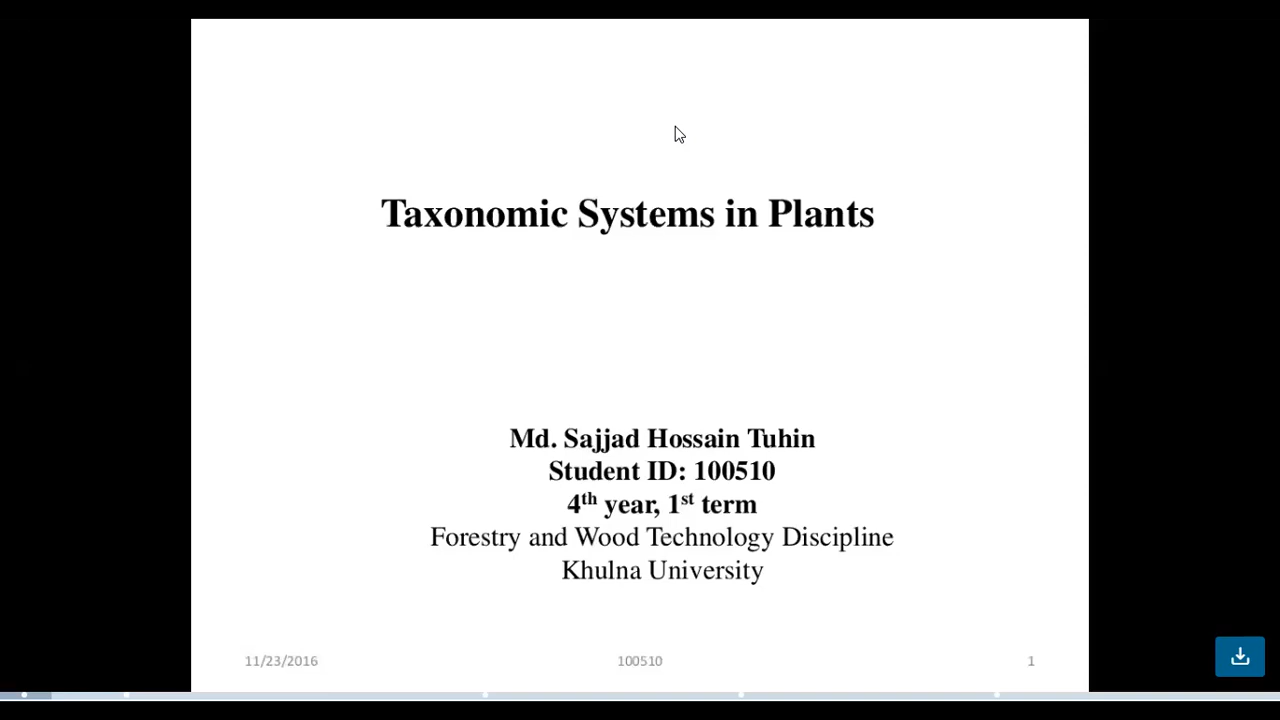 Taxonomic Systems in Plants
Md. Sajjad Hossain Tuhin
Student ID: 100510
4th year, 1st term
Forestry and Wood Technology Discipline
Khulna University
11/23/2016 100510 1